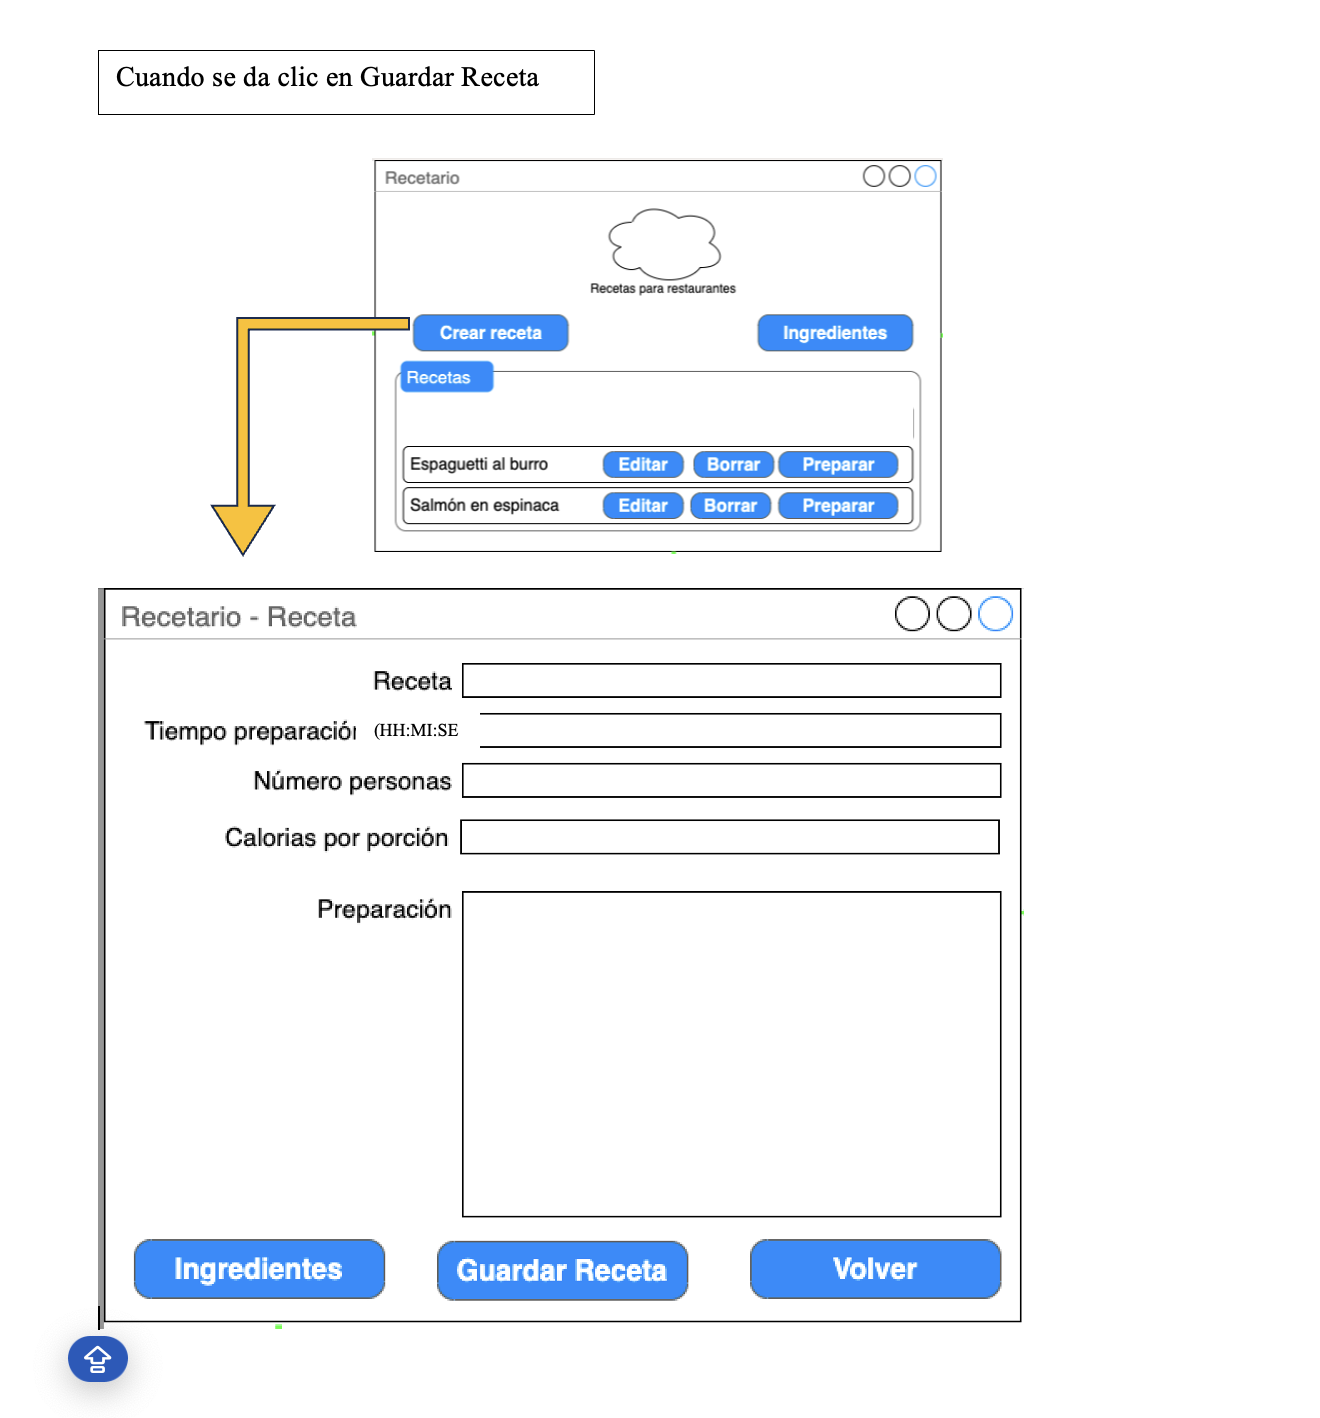 Cuando se da clic en Guardar Receta
Recetario
Recetas para restaurantes
Crear receta
Ingredientes
Recetas
Espaguetti al burro Editar Borrar Preparar
Salmón en espinaca Editar Borrar Preparar
Recetario - Receta
Receta
Tiempo preparación (HH:MI:SE
Número personas
Calorias por porción
Preparación
Ingredientes Guardar Receta Volver